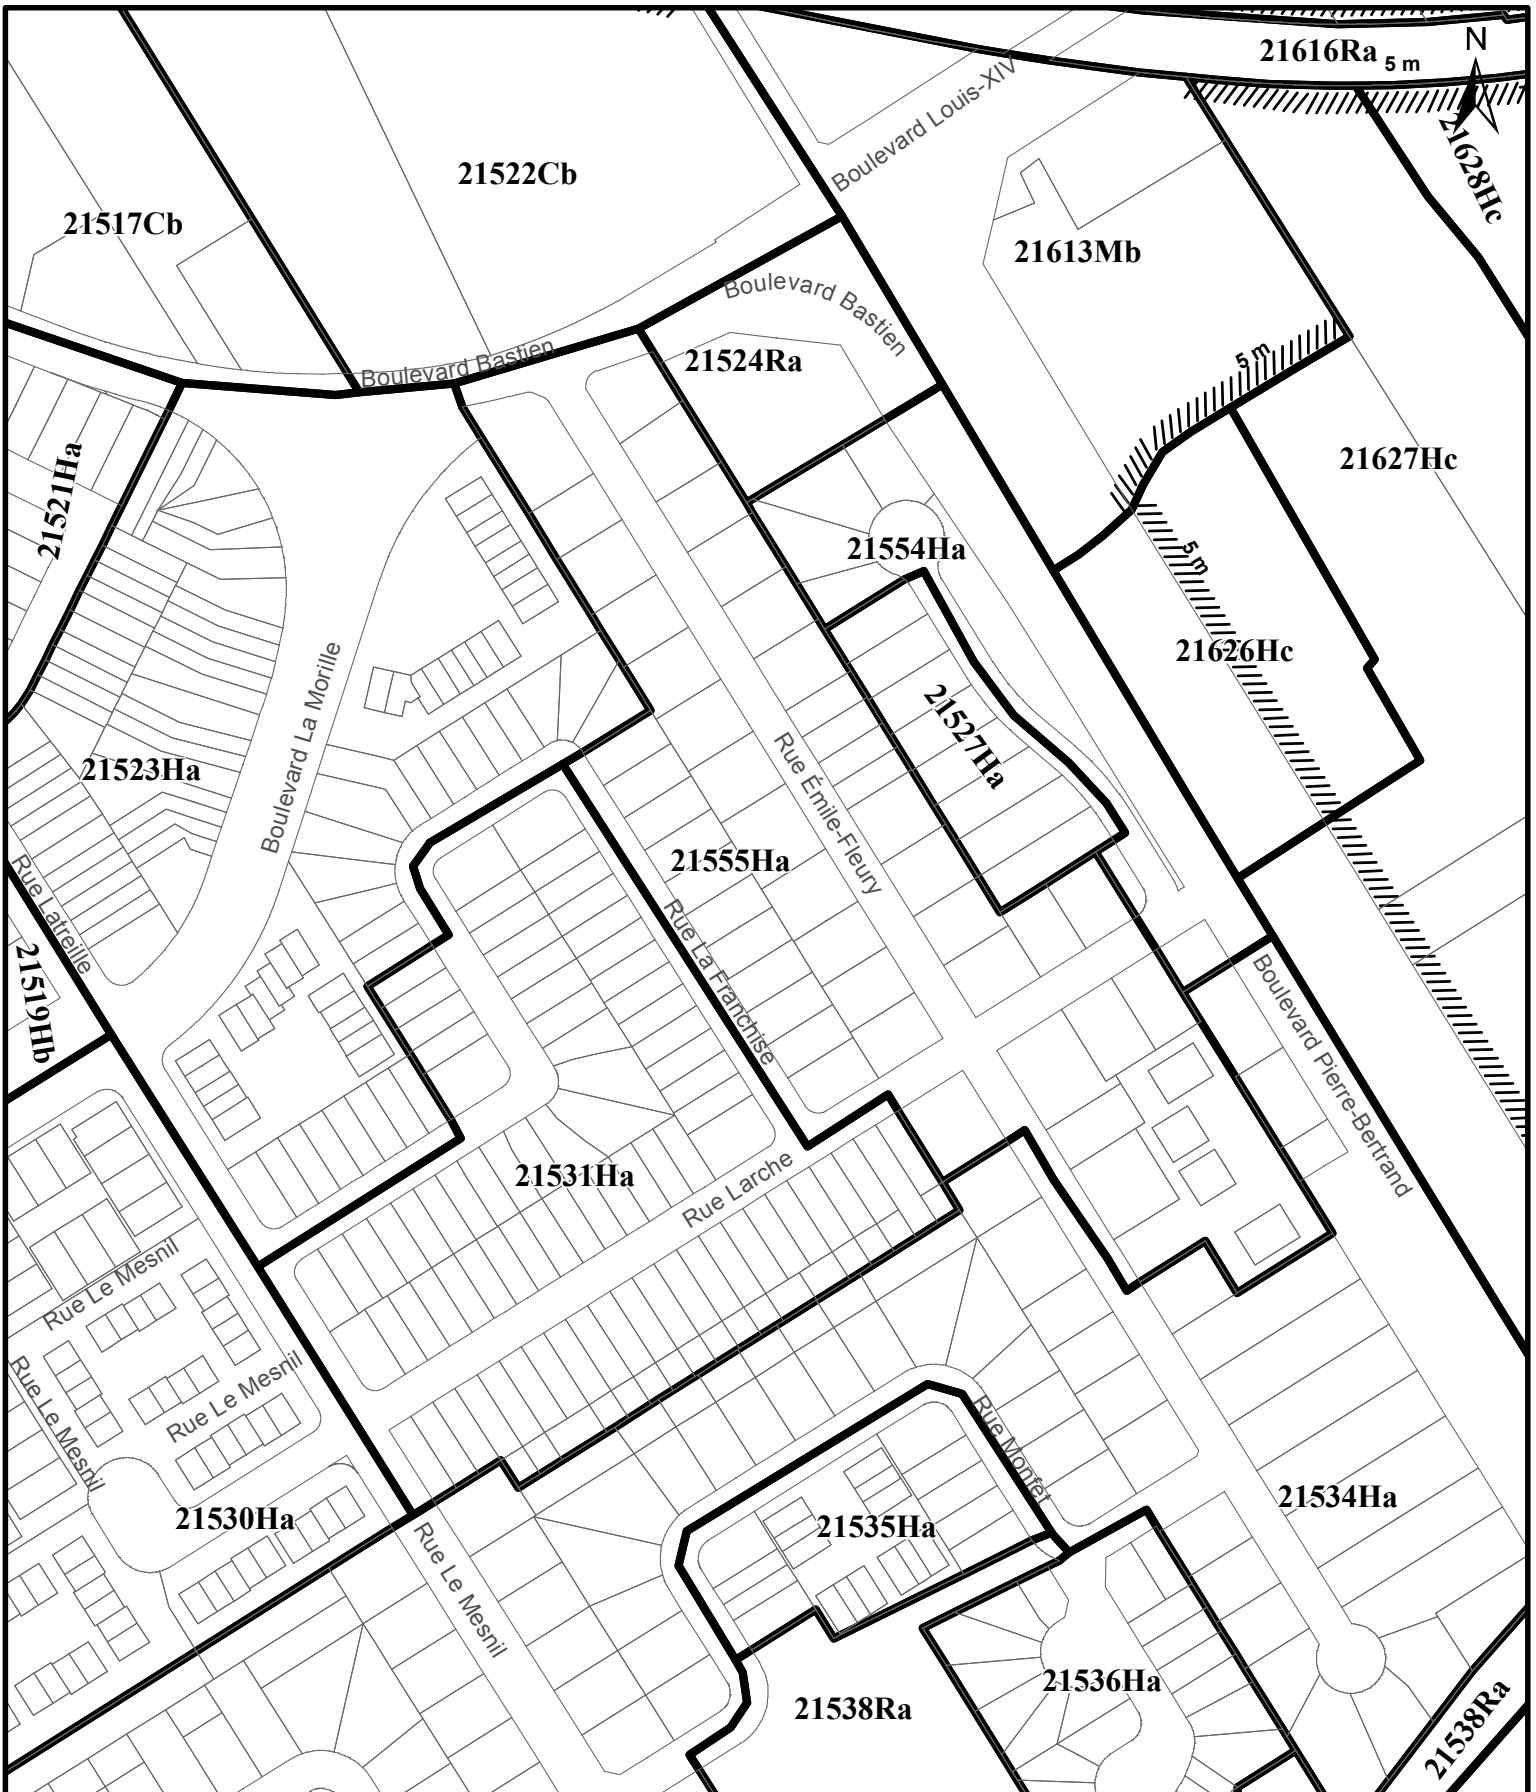 21616Ra
5 m
N
Boulevard Louis-XIV
21628Hc
21522Cb
21517Cb
21613Mb
Boulevard Bastien
21524Ra
Boulevard Bastien
5 m
21627Hc
21521Ha
21554Ha
5 m
21626Hc
Boulevard La Morille
21527Ha
21523Ha
Rue Émile-Fleury
21555Ha
Rue Latreille
Rue La Franchise
21519Hb
Boulevard Pierre-Bertrand
21531Ha
Rue Larche
Rue Le Mesnil
Rue Le Mesnil
Rue Le Mesnil
Rue Monfet
21534Ha
21530Ha
21535Ha
Rue Le Mesnil
21536Ha
21538Ra
21538Ra